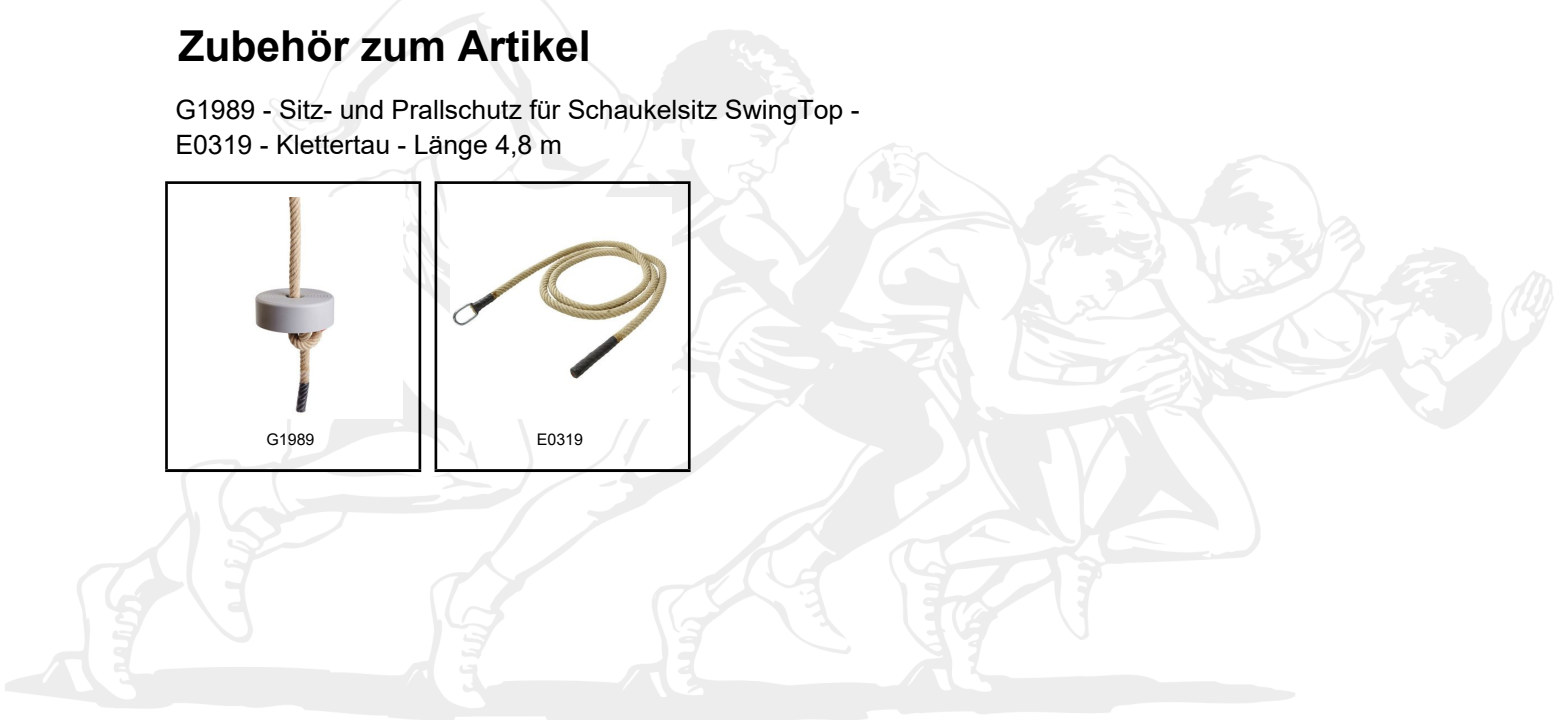 Zubehör zum Artikel
G1989 - Sitz- und Prallschutz für Schaukelsitz SwingTop -
E0319 - Klettertau - Länge 4,8 m
G1989
E0319